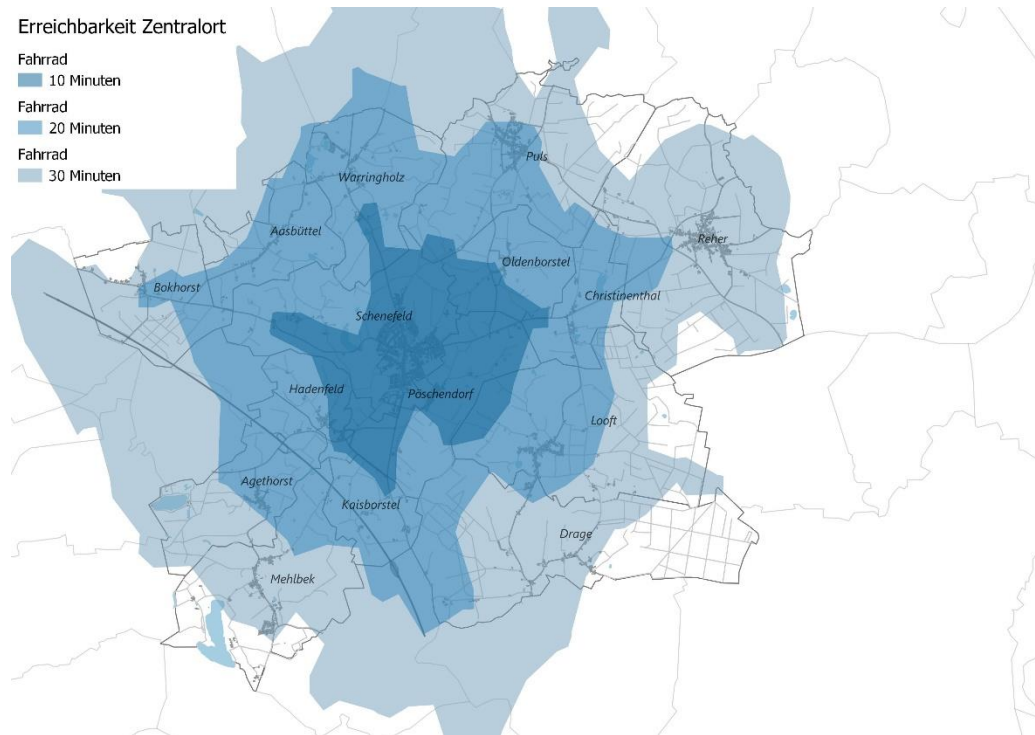 Erreichbarkeit Zentralort
Fahrrad
10 Minuten
Fahrrad
20 Minuten
Fahrrad
30 Minuten
Puls
Warringholz
Aasbüttel
Reher
Oldenborstel
Bokhorst
Christinenthal
Schenefeld
Hadenfeld
Pöschendorf
Looft
Agethorst
Kaisborstel
Drage
Mehlbek